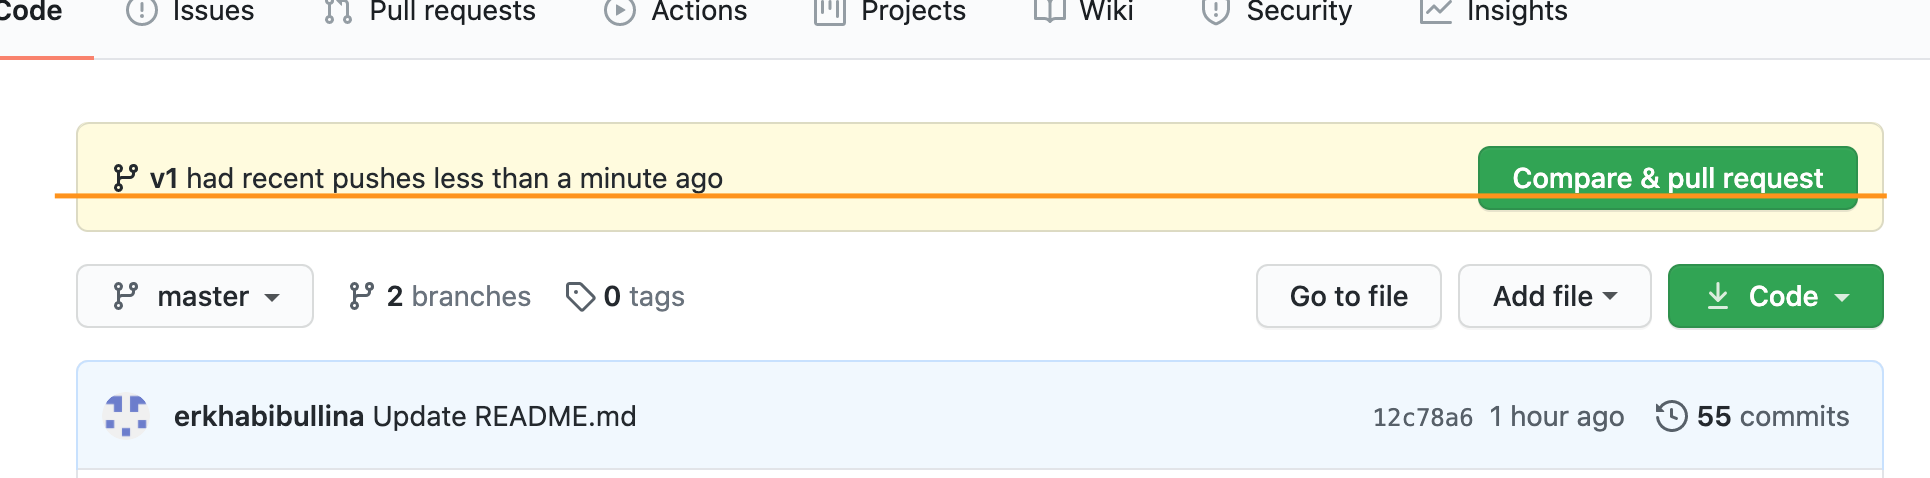 Code Issues Pull requests Actions Projects Wiki Security Insights
v1 had recent pushes less than a minute ago Compare & pull request
master 2 branches 0 tags Go to file Add file Code
erkhabibullina Update README.md 12c78a6 1 hour ago 55 commits